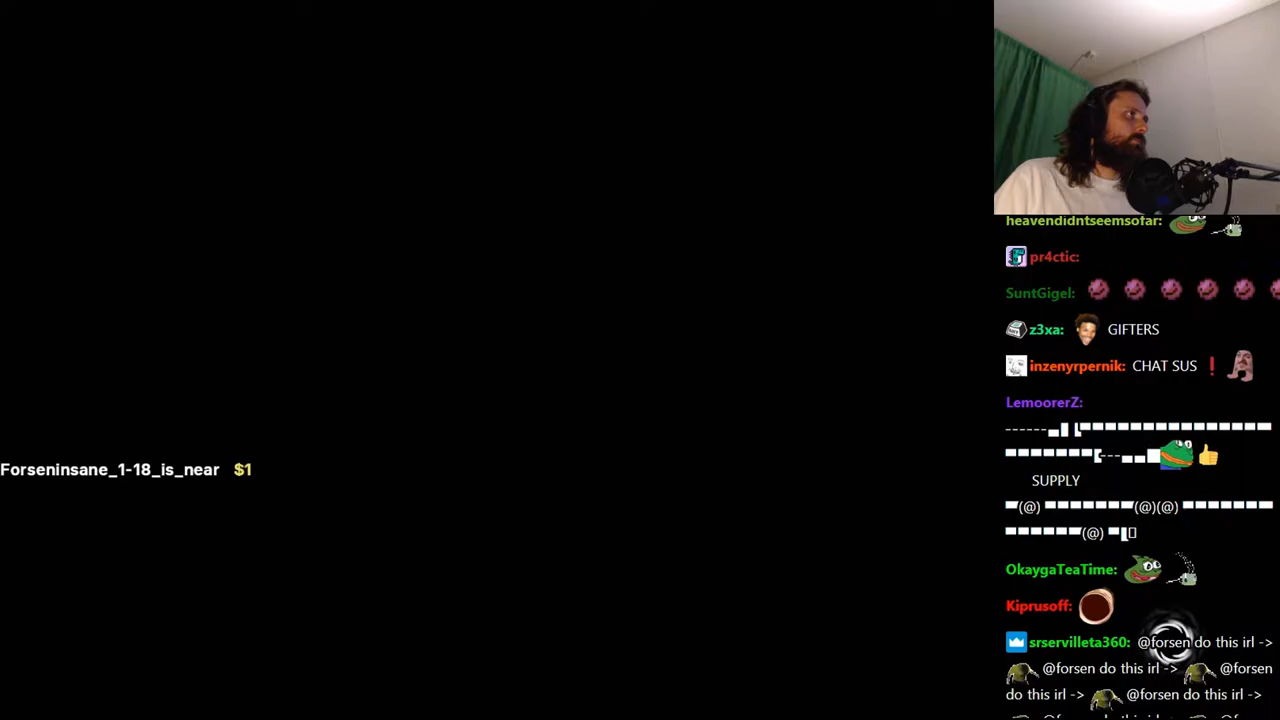 heavendidntseemsofar:
pr4ctic:
SuntGigel:
z3xa: GIFTERS
inzenyrpernik: CHAT SUS ❗
LemoorerZ:
Forseninsane_1-18_is_near $1
SUPPLY
(@) (@)(@)
(@)
OkaygaTeaTime:
Kiprusoff:
srservilleta360: @forsen do this irl ->
@forsen do this irl -> @forsen
do this irl -> @forsen do this irl ->